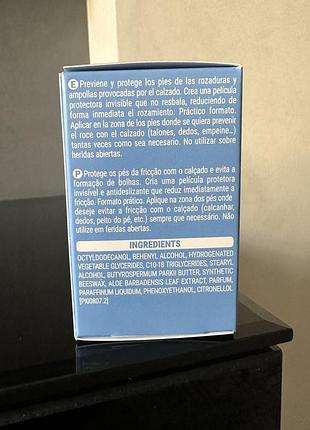 E Previene y protege los pies de las rozaduras y
ampollas provocadas por el calzado. Crea una película
protectora invisible que no resbala, reduciendo de
forma inmediata el rozamiento. Práctico formato.
Aplicar en la zona de los pies donde se quiera prevenir
el roce con el calzado (talones, dedos, empeine...)
tantas veces como sea necesario. No utilizar sobre
heridas abiertas.
P Protege os pés da fricção com o calçado e evita a
formação de bolhas. Cria uma película protetora
invisível e antideslizante que reduz imediatamente a
fricção. Formato prático. Aplique na zona dos pés onde
deseje evitar a fricção com o calçado (calcanhar,
dedos, peito do pé, etc.) sempre que necessário. Não
utilize em feridas abertas.
INGREDIENTS
OCTYLDODECANOL, BEHENYL ALCOHOL, HYDROGENATED
VEGETABLE GLYCERIDES, C10-18 TRIGLYCERIDES, STEARYL
ALCOHOL, BUTYROSPERMUM PARKII BUTTER, SYNTHETIC
BEESWAX, ALOE BARBADENSIS LEAF EXTRACT, PARFUM,
PARAFFINUM LIQUIDUM, PHENOXYETHANOL, CITRONELLOL
[PI00807.2]